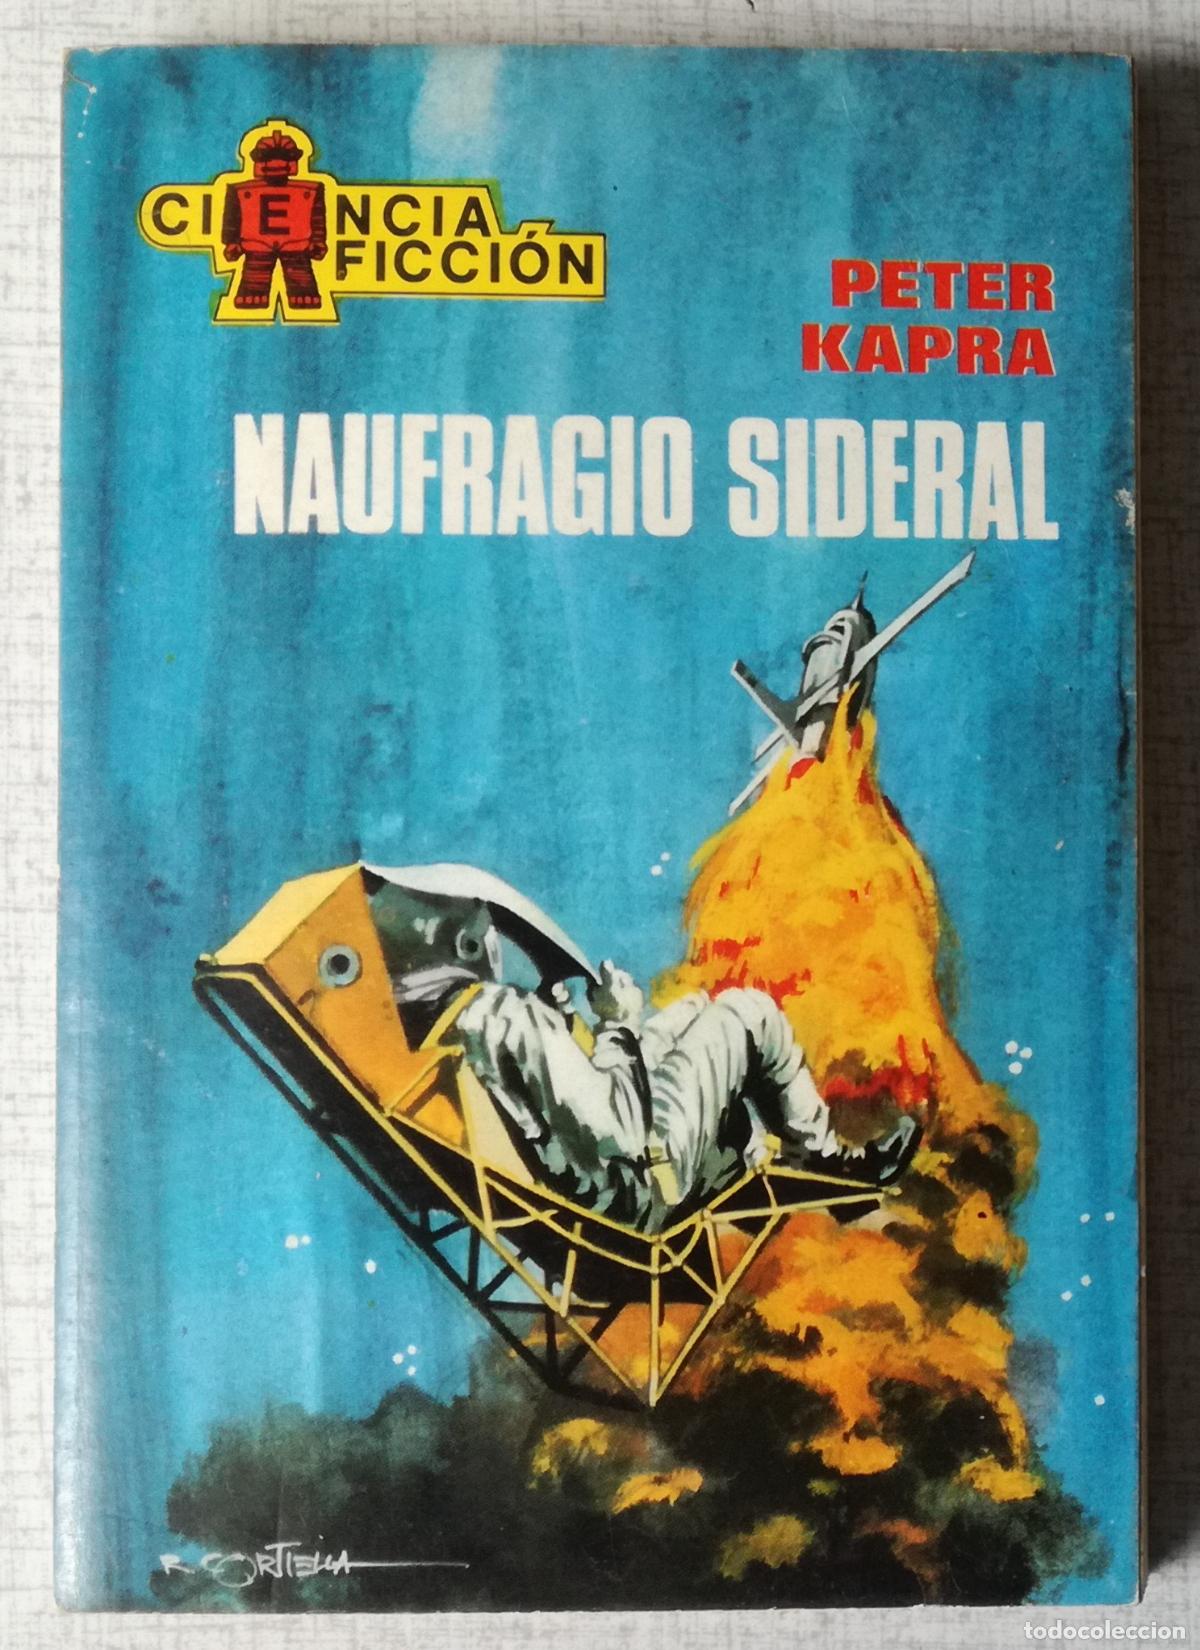 CIENCIA
FICCIÓN
PETER
KAPRA
NAUFRAGIO SIDERAL
R. CORTIELLA
todocoleccion